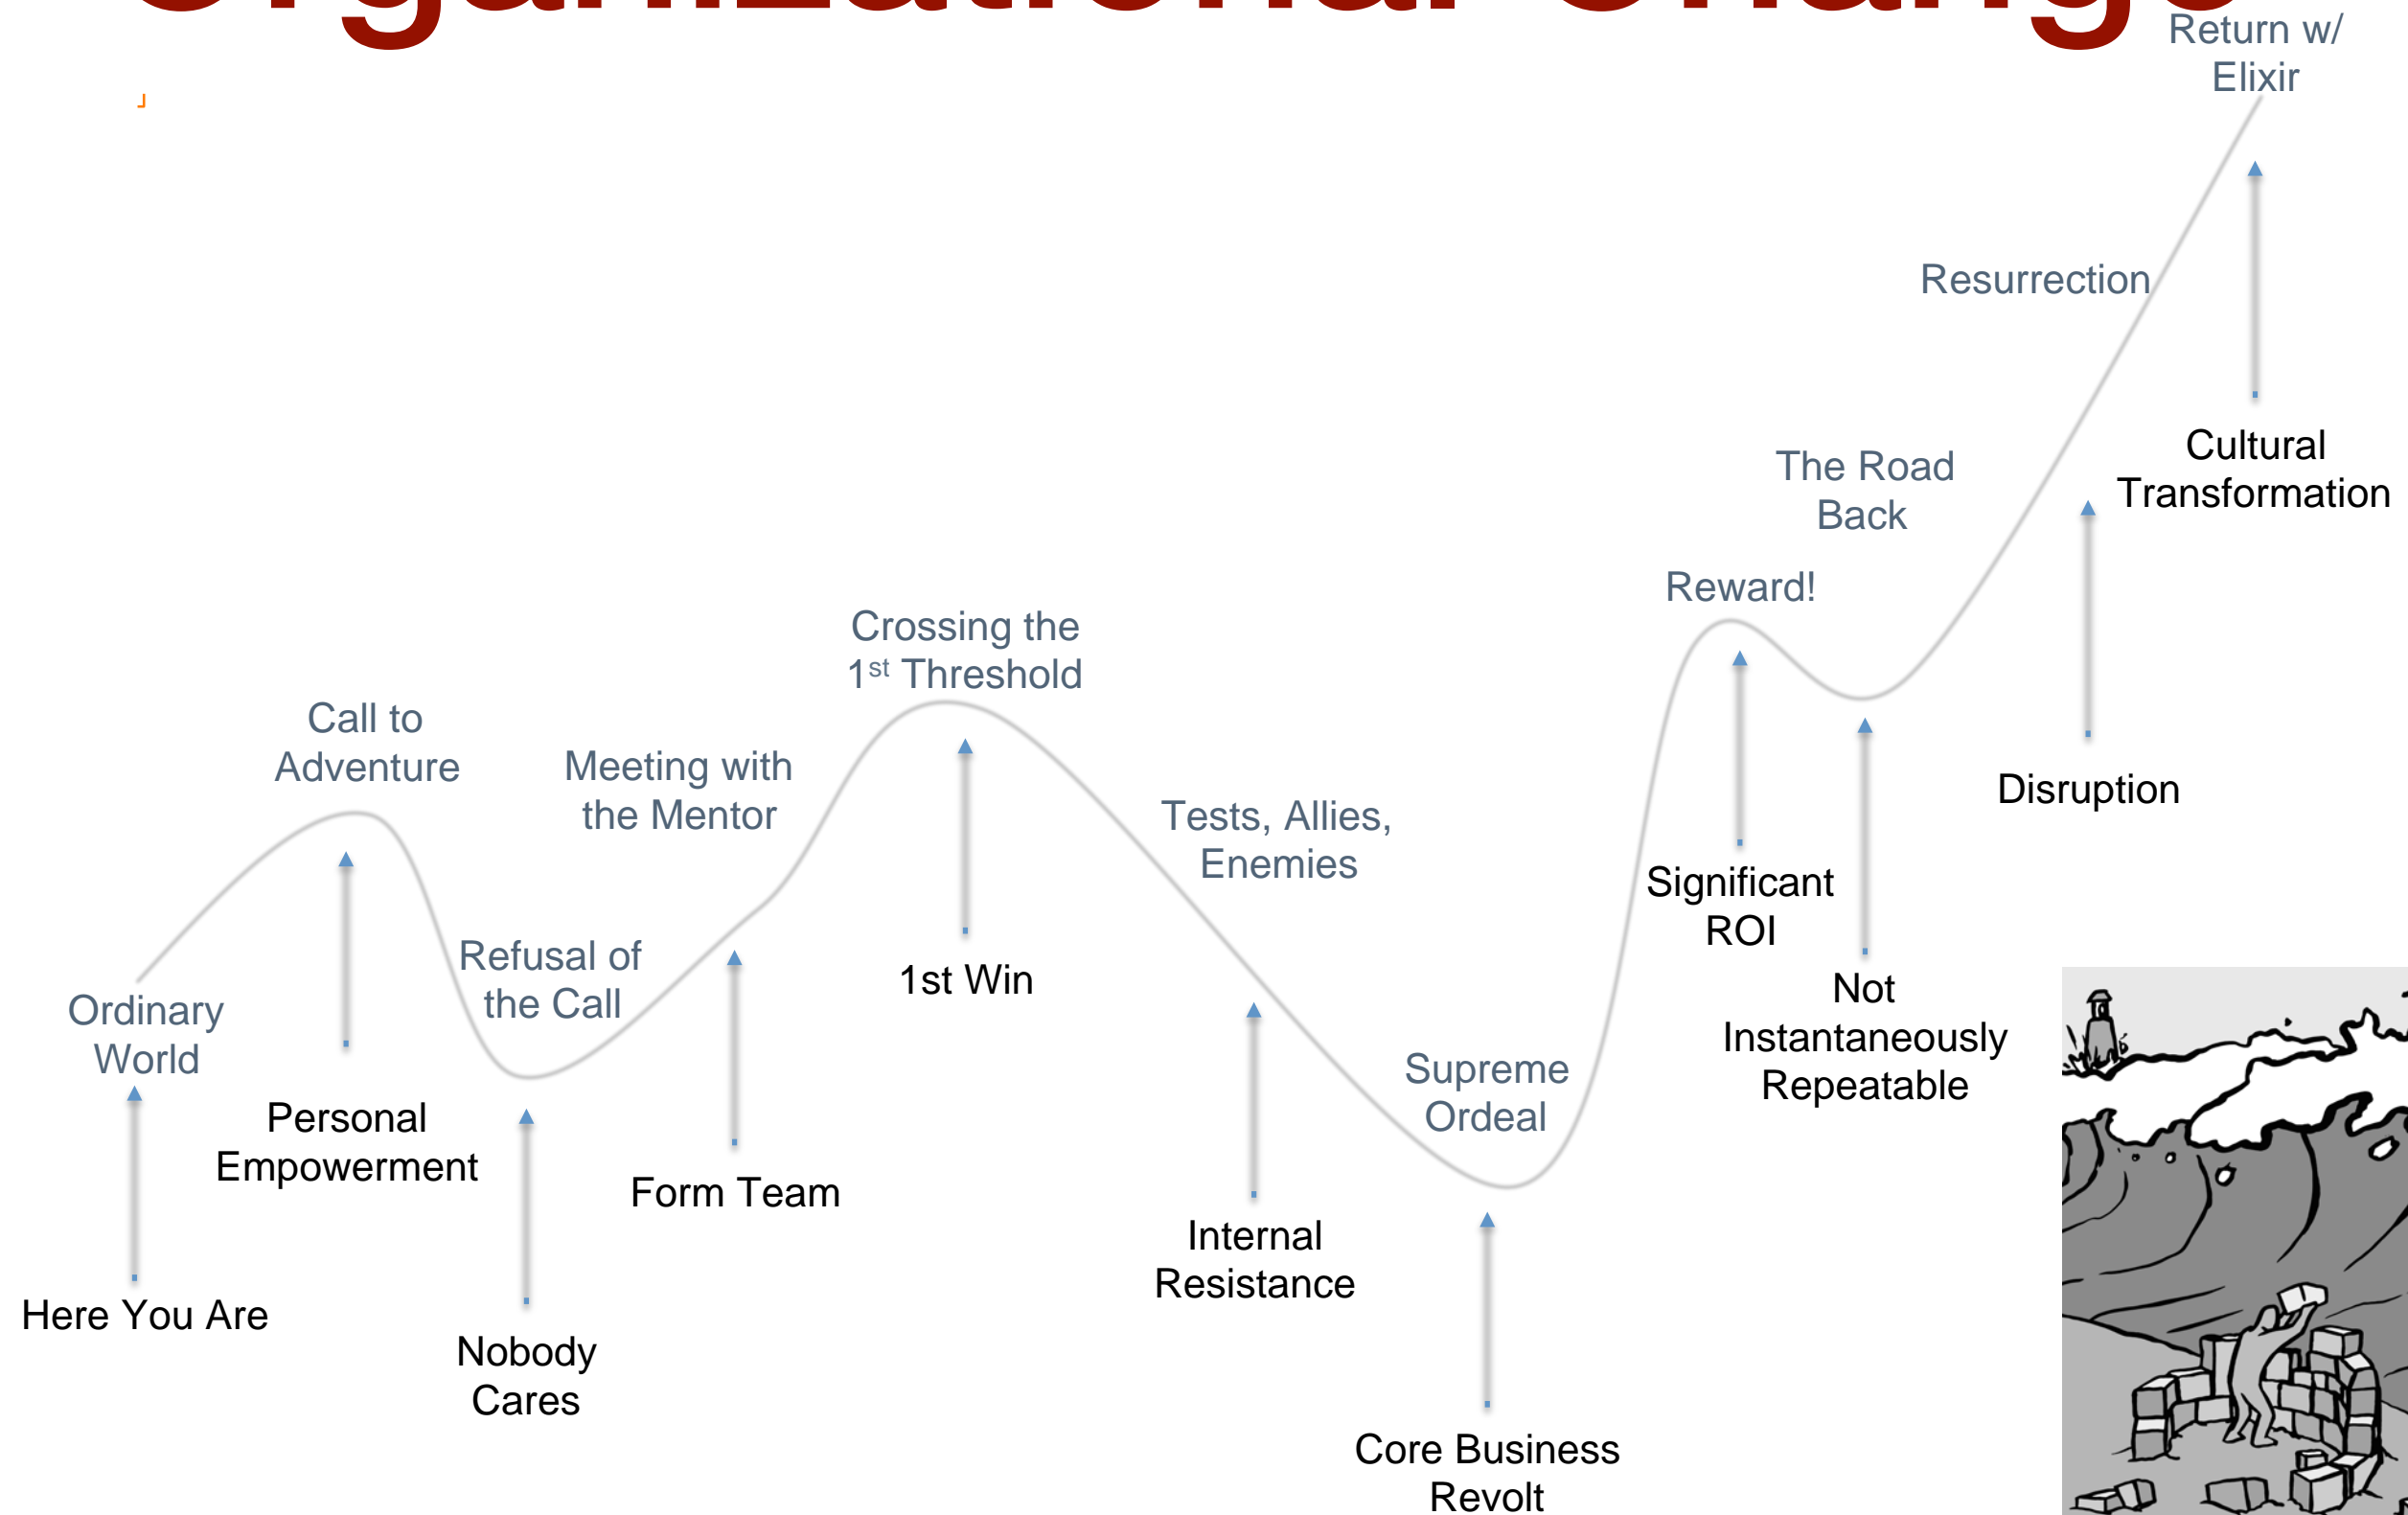 Organizational Change
Return w/
Elixir
Resurrection
Cultural
Transformation
The Road
Back
Reward!
Crossing the
1st Threshold
Call to
Adventure
Meeting with
the Mentor
Tests, Allies,
Enemies
Disruption
Significant
ROI
Refusal of
the Call
1st Win
Ordinary
World
Not
Instantaneously
Repeatable
Supreme
Ordeal
Personal
Empowerment
Form Team
Internal
Resistance
Here You Are
Nobody
Cares
Core Business
Revolt